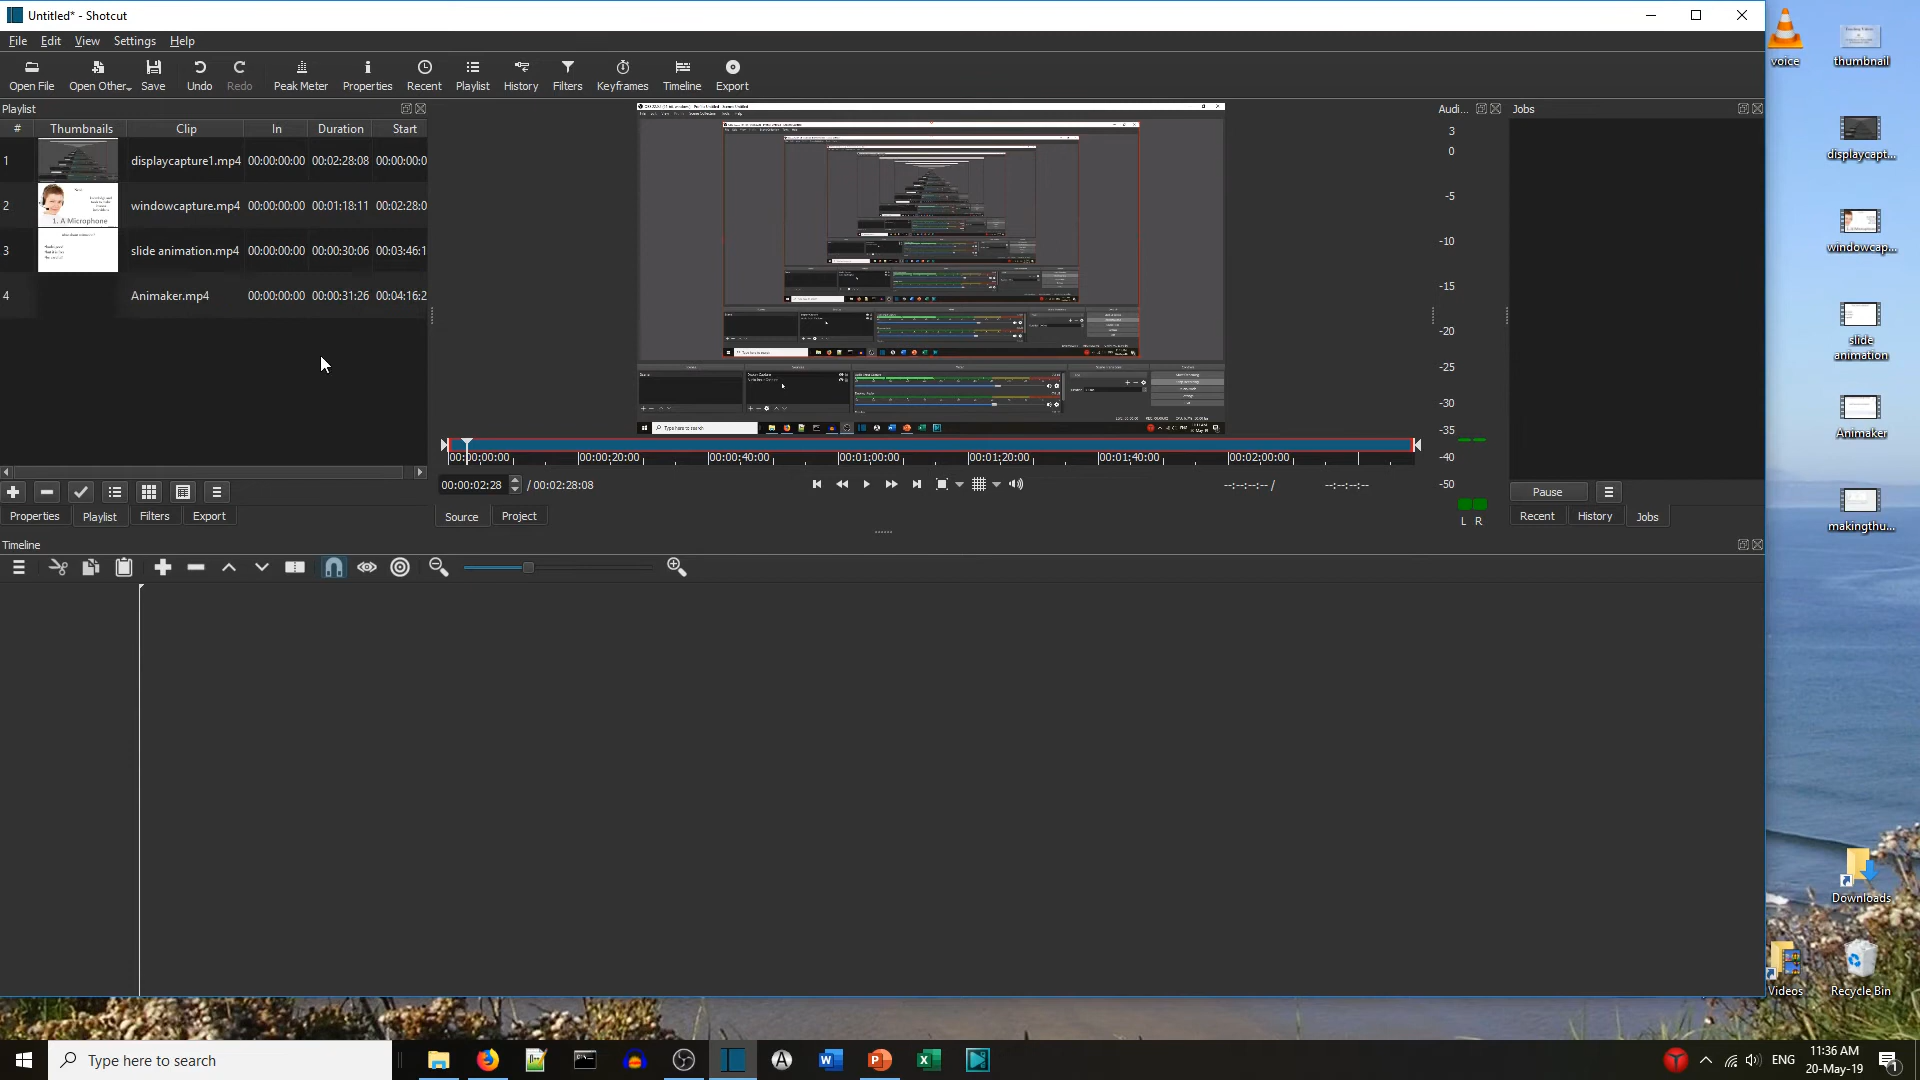 Untitled* - Shotcut
File Edit View Settings Help
Open File Open Other... Save Undo Redo Peak Meter Properties Recent Playlist History Filters Keyframes Timeline Export
Playlist
# Thumbnails Clip In Duration Start
1 displaycapture1.mp4 00:00:00:00 00:02:28:08 00:00:00:0
2 windowcapture.mp4 00:00:00:00 00:01:18:11 00:02:28:0
1. A Microphone
3 slide animation.mp4 00:00:00:00 00:00:30:06 00:03:46:1
4 Animaker.mp4 00:00:00:00 00:00:31:26 00:04:16:2
Properties Playlist Filters Export
Type here to search
00:00:00:00 00:00:20:00 00:00:40:00 00:01:00:00 00:01:20:00 00:01:40:00 00:02:00:00
00:00:02:28 / 00:02:28:08 --:--:--:-- / --:--:--:--
Source Project
Audi...
3
0
-5
-10
-15
-20
-25
-30
-35
-40
-50
L R
Jobs
Pause
Recent History Jobs
Timeline
voice
thumbnail
displaycapt...
windowcap...
slide
animation
Animaker
makingthu...
Downloads
Videos
Recycle Bin
Type here to search
ENG
11:36 AM
20-May-19
1